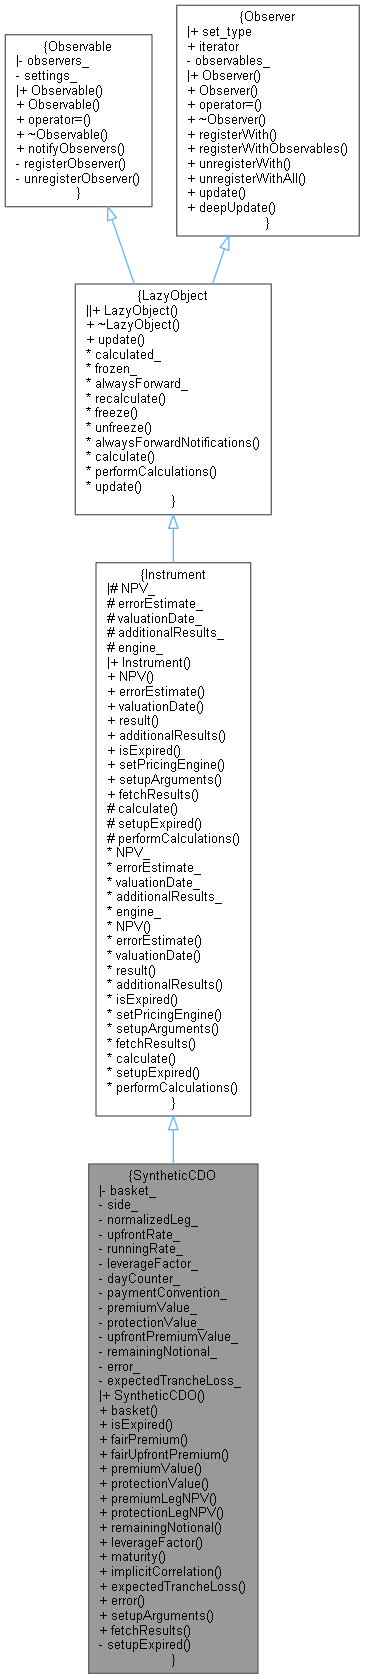 {Observable
|- observers_
- settings_
|+ Observable()
+ Observable()
+ operator=()
+ ~Observable()
+ notifyObservers()
- registerObserver()
- unregisterObserver()
}
{Observer
|+ set_type
+ iterator
- observables_
|+ Observer()
+ Observer()
+ operator=()
+ ~Observer()
+ registerWith()
+ registerWithObservables()
+ unregisterWith()
+ unregisterWithAll()
+ update()
+ deepUpdate()
}
{LazyObject
||+ LazyObject()
+ ~LazyObject()
+ update()
* calculated_
* frozen_
* alwaysForward_
* recalculate()
* freeze()
* unfreeze()
* alwaysForwardNotifications()
* calculate()
* performCalculations()
* update()
}
{Instrument
|# NPV_
# errorEstimate_
# valuationDate_
# additionalResults_
# engine_
|+ Instrument()
+ NPV()
+ errorEstimate()
+ valuationDate()
+ result()
+ additionalResults()
+ isExpired()
+ setPricingEngine()
+ setupArguments()
+ fetchResults()
# calculate()
# setupExpired()
# performCalculations()
* NPV_
* errorEstimate_
* valuationDate_
* additionalResults_
* engine_
* NPV()
* errorEstimate()
* valuationDate()
* result()
* additionalResults()
* isExpired()
* setPricingEngine()
* setupArguments()
* fetchResults()
* calculate()
* setupExpired()
* performCalculations()
}
{SyntheticCDO
|- basket_
- side_
- normalizedLeg_
- upfrontRate_
- runningRate_
- leverageFactor_
- dayCounter_
- paymentConvention_
- premiumValue_
- protectionValue_
- upfrontPremiumValue_
- remainingNotional_
- error_
- expectedTrancheLoss_
|+ SyntheticCDO()
+ basket()
+ isExpired()
+ fairPremium()
+ fairUpfrontPremium()
+ premiumValue()
+ protectionValue()
+ premiumLegNPV()
+ protectionLegNPV()
+ remainingNotional()
+ leverageFactor()
+ maturity()
+ implicitCorrelation()
+ expectedTrancheLoss()
+ error()
+ setupArguments()
+ fetchResults()
- setupExpired()
}